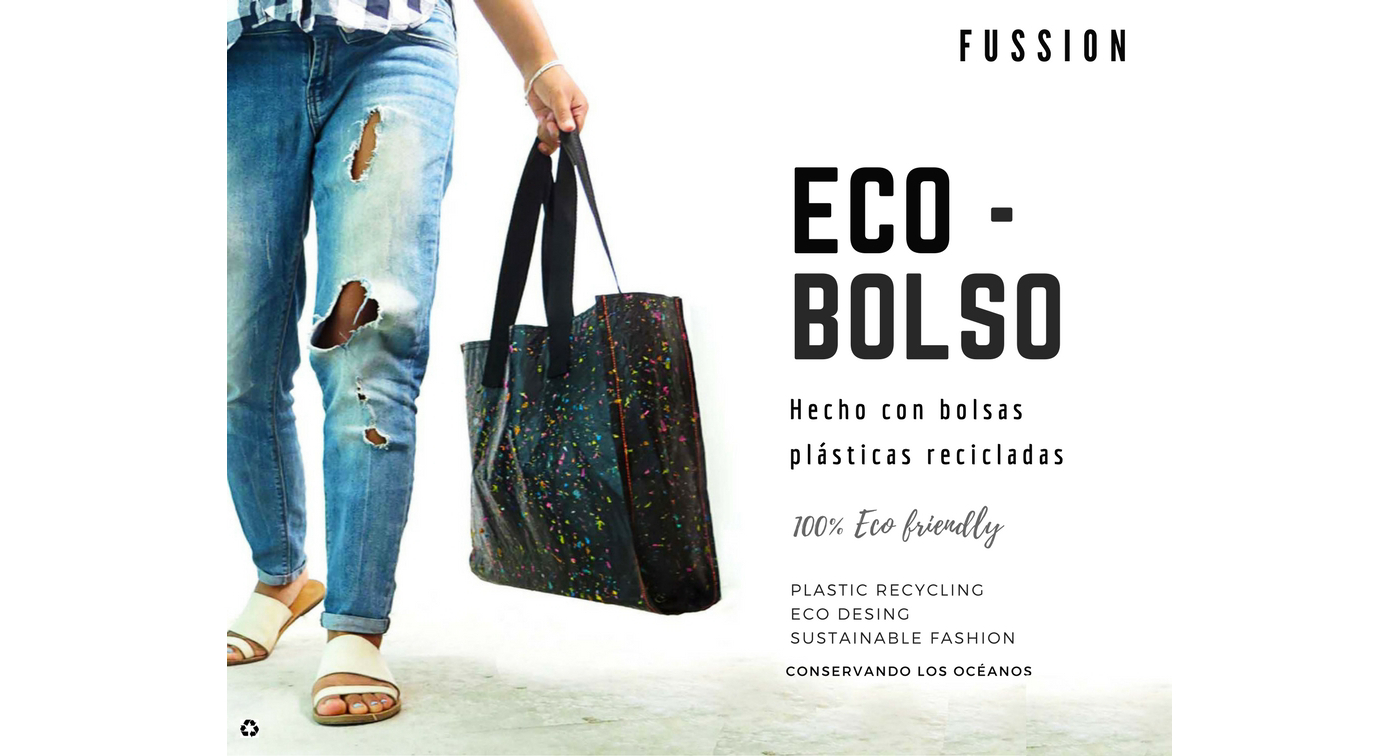 FUSSION
ECO -
BOLSO
Hecho con bolsas
plásticas recicladas
100% Eco friendly
PLASTIC RECYCLING
ECO DESING
SUSTAINABLE FASHION
CONSERVANDO LOS OCÉANOS